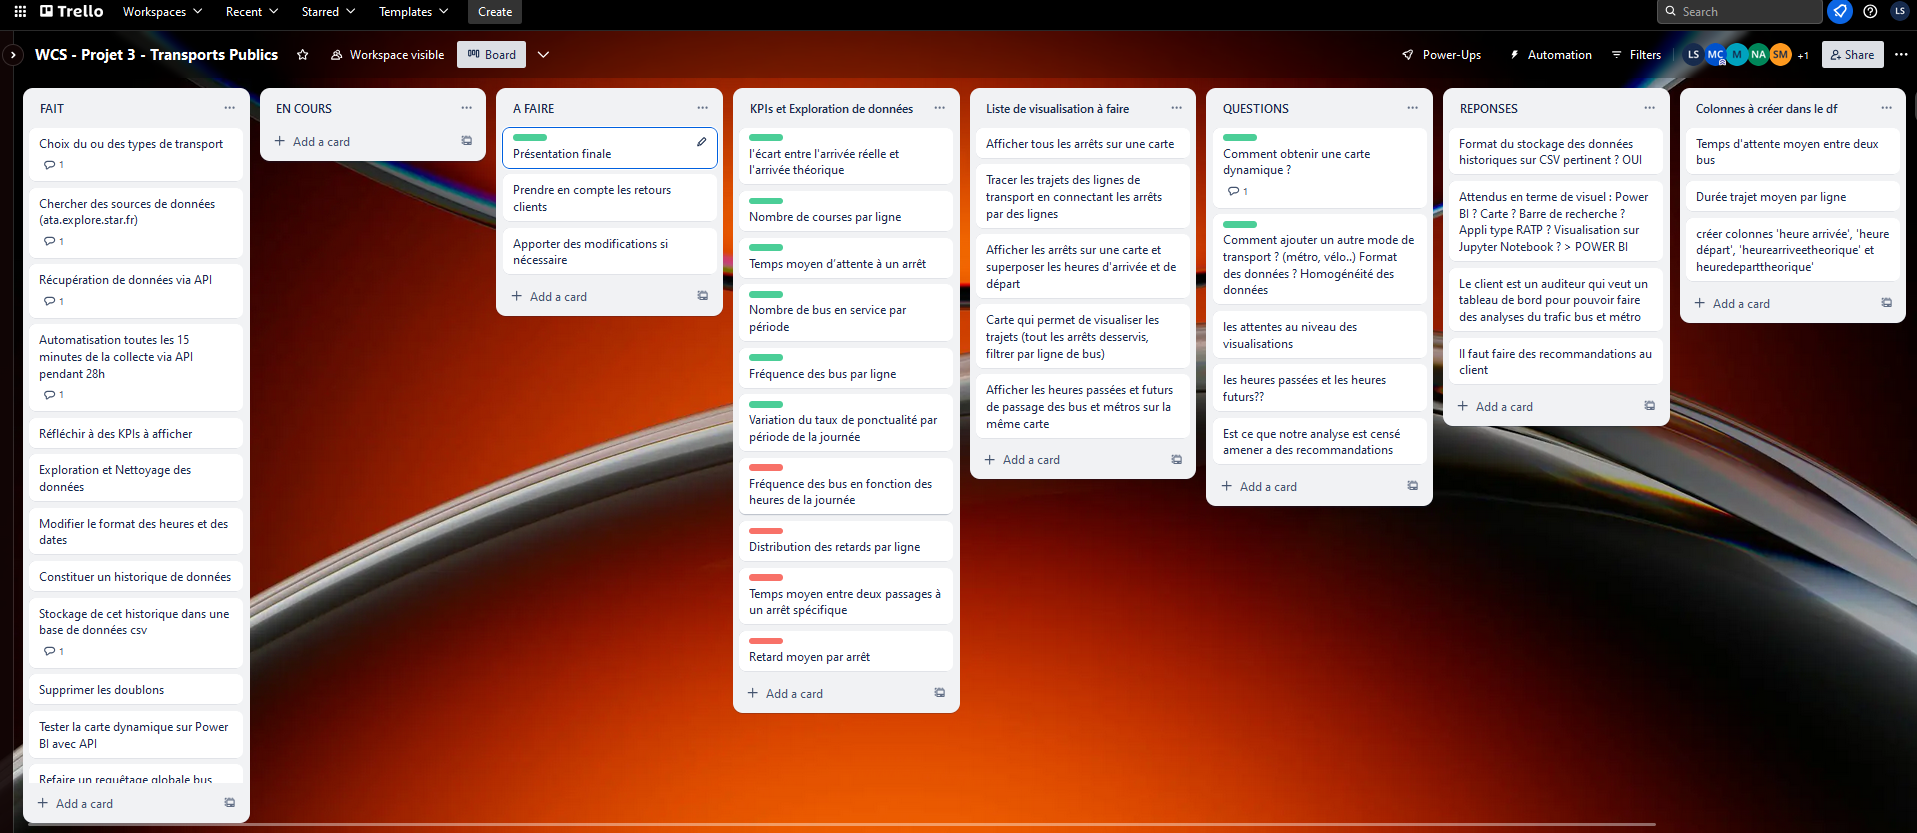 Trello
Workspaces
Recent
Starred
Templates
Create
Search
LS
WCS - Projet 3 - Transports Publics
Workspace visible
Board
Power-Ups
Automation
Filters
LS
MC
M
NA
SM
+1
Share
FAIT
Choix du ou des types de transport
1
Chercher des sources de données
(ata.explore.star.fr)
1
Récupération de données via API
1
Automatisation toutes les 15
minutes de la collecte via API
pendant 28h
1
Réfléchir à des KPIs à afficher
Exploration et Nettoyage des
données
Modifier le format des heures et des
dates
Constituer un historique de données
Stockage de cet historique dans une
base de données csv
1
Supprimer les doublons
Tester la carte dynamique sur Power
BI avec API
Refaire un requêtage globale bus
Add a card
EN COURS
Add a card
A FAIRE
Présentation finale
Prendre en compte les retours
clients
Apporter des modifications si
nécessaire
Add a card
KPIs et Exploration de données
l'écart entre l'arrivée réelle et
l'arrivée théorique
Nombre de courses par ligne
Temps moyen d'attente à un arrêt
Nombre de bus en service par
période
Fréquence des bus par ligne
Variation du taux de ponctualité par
période de la journée
Fréquence des bus en fonction des
heures de la journée
Distribution des retards par ligne
Temps moyen entre deux passages à
un arrêt spécifique
Retard moyen par arrêt
Add a card
Liste de visualisation à faire
Afficher tous les arrêts sur une carte
Tracer les trajets des lignes de
transport en connectant les arrêts
par des lignes
Afficher les arrêts sur une carte et
superposer les heures d'arrivée et de
départ
Carte qui permet de visualiser les
trajets (tout les arrêts desservis,
filtrer par ligne de bus)
Afficher les heures passées et futurs
de passage des bus et métros sur la
même carte
Add a card
QUESTIONS
Comment obtenir une carte
dynamique ?
1
Comment ajouter un autre mode de
transport ? (métro, vélo..) Format
des données ? Homogénéité des
données
les attentes au niveau des
visualisations
les heures passées et les heures
futurs??
Est ce que notre analyse est censé
amener a des recommandations
Add a card
REPONSES
Format du stockage des données
historiques sur CSV pertinent ? OUI
Attendus en terme de visuel : Power
BI ? Carte ? Barre de recherche ?
Appli type RATP ? Visualisation sur
Jupyter Notebook ? > POWER BI
Le client est un auditeur qui veut un
tableau de bord pour pouvoir faire
des analyses du trafic bus et métro
Il faut faire des recommandations au
client
Add a card
Colonnes à créer dans le df
Temps d'attente moyen entre deux
bus
Durée trajet moyen par ligne
créer colonnes 'heure arrivée', 'heure
départ', 'heurearriveetheorique' et
heuredeparttheorique'
Add a card